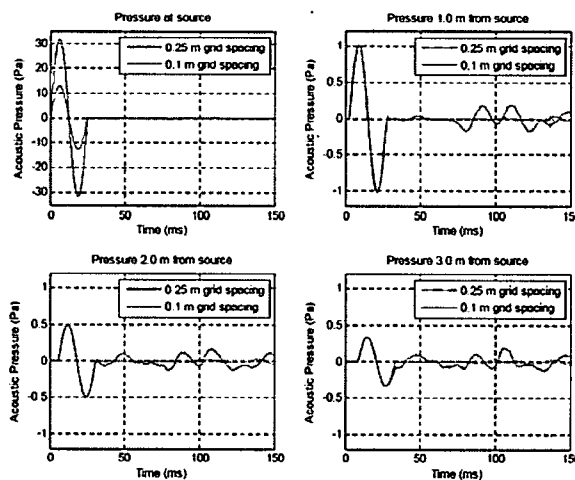 Pressure at source
Acoustic Pressure (Pa)
30
20
10
0
-10
-20
-30
0.25 m grid spacing
0.1 m grid spacing
0
50
100
150
Time (ms)
Pressure 1.0 m from source
Acoustic Pressure (Pa)
1
0.5
0
-0.5
-1
0.25 m grid spacing
0.1 m grid spacing
0
50
100
150
Time (ms)
Pressure 2.0 m from source
Acoustic Pressure (Pa)
1
0.5
0
-0.5
-1
0.25 m grid spacing
0.1 m grid spacing
0
50
100
150
Time (ms)
Pressure 3.0 m from source
Acoustic Pressure (Pa)
1
0.5
0
-0.5
-1
0.25 m grid spacing
0.1 m grid spacing
0
50
100
150
Time (ms)